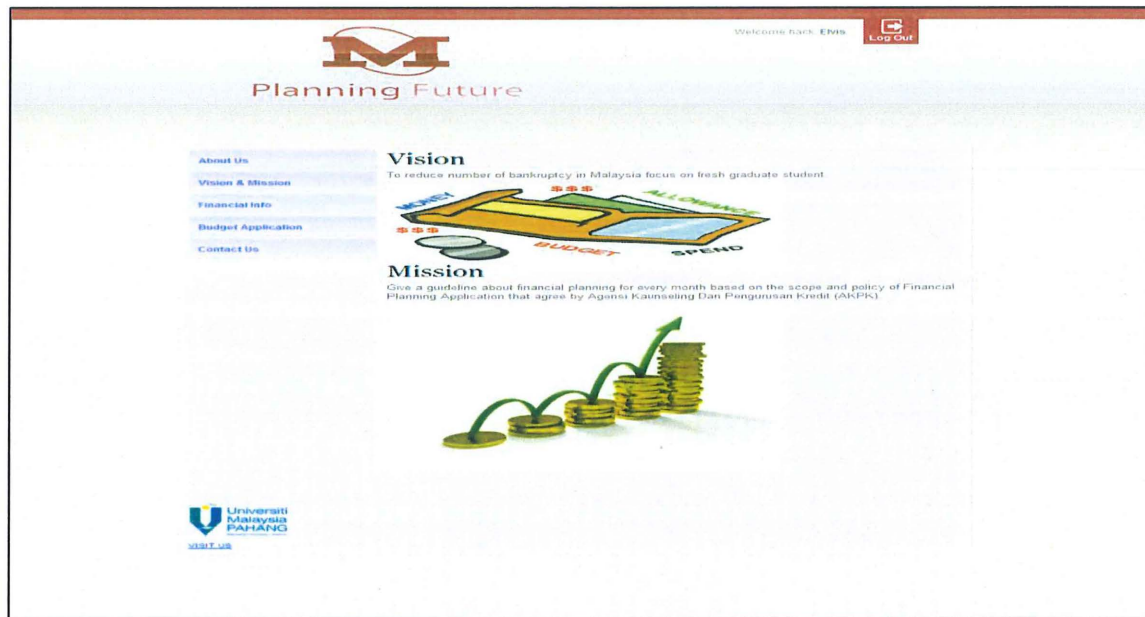 Welcome back Elvis
Log Out
M
Planning Future
About Us
Vision & Mission
Financial Info
Budget Application
Contact Us
Vision
To reduce number of bankruptcy in Malaysia focus on fresh graduate student.
MONEY
$$$
ALLOWANCE
$$$
BUDGET
SPEND
Mission
Give a guideline about financial planning for every month based on the scope and policy of Financial
Planning Application that agree by Agensi Kaunseling Dan Pengurusan Kredit (AKPK).
Universiti
Malaysia
PAHANG
VISIT US